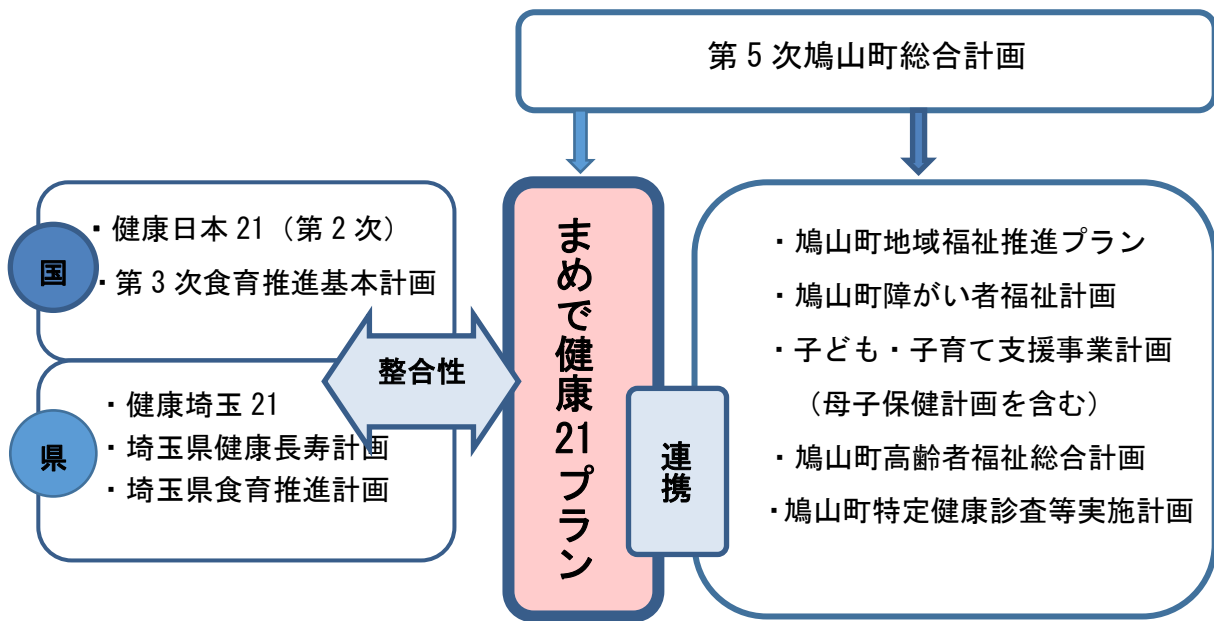 第5次鳩山町総合計画
国
・健康日本21（第2次）
・第3次食育推進基本計画
県
・健康埼玉21
・埼玉県健康長寿計画
・埼玉県食育推進計画
整合性
まめで健康21プラン
連携
・鳩山町地域福祉推進プラン
・鳩山町障がい者福祉計画
・子ども・子育て支援事業計画
（母子保健計画を含む）
・鳩山町高齢者福祉総合計画
・鳩山町特定健康診査等実施計画